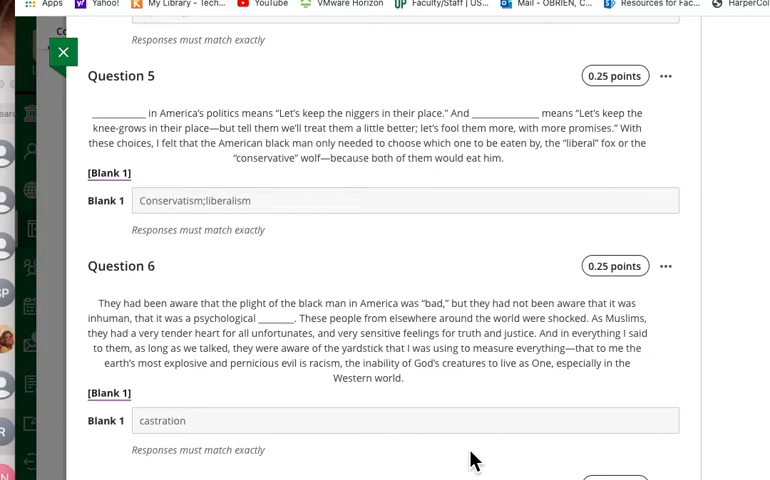 Apps Yahoo! My Library - Tech... YouTube VMware Horizon Faculty/Staff | US... Mail - OBRIEN, C... Resources for Fac... HarperCol
Co
Responses must match exactly
Question 5 0.25 points
____________ in America's politics means “Let's keep the niggers in their place.” And _______________ means “Let's keep the
knee-grows in their place—but tell them we'll treat them a little better; let's fool them more, with more promises.” With
these choices, I felt that the American black man only needed to choose which one to be eaten by, the “liberal” fox or the
“conservative” wolf—because both of them would eat him.
[Blank 1]
Blank 1 Conservatism;liberalism
Responses must match exactly
Question 6 0.25 points
They had been aware that the plight of the black man in America was “bad,” but they had not been aware that it was
inhuman, that it was a psychological ________. These people from elsewhere around the world were shocked. As Muslims,
they had a very tender heart for all unfortunates, and very sensitive feelings for truth and justice. And in everything I said
to them, as long as we talked, they were aware of the yardstick that I was using to measure everything—that to me the
earth's most explosive and pernicious evil is racism, the inability of God's creatures to live as One, especially in the
Western world.
[Blank 1]
Blank 1 castration
Responses must match exactly